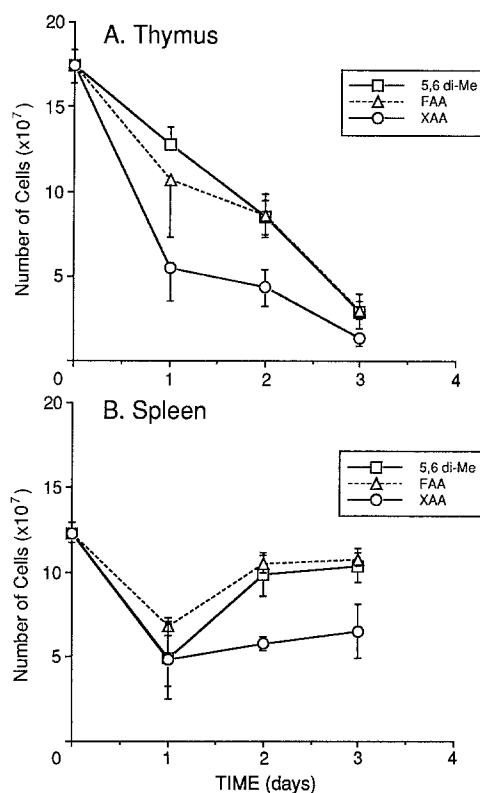 A. Thymus
Number of Cells (x10⁷)
20
15
10
5
0
1
2
3
4
5,6 di-Me
FAA
XAA
B. Spleen
Number of Cells (x10⁷)
20
15
10
5
0
1
2
3
4
5,6 di-Me
FAA
XAA
TIME (days)